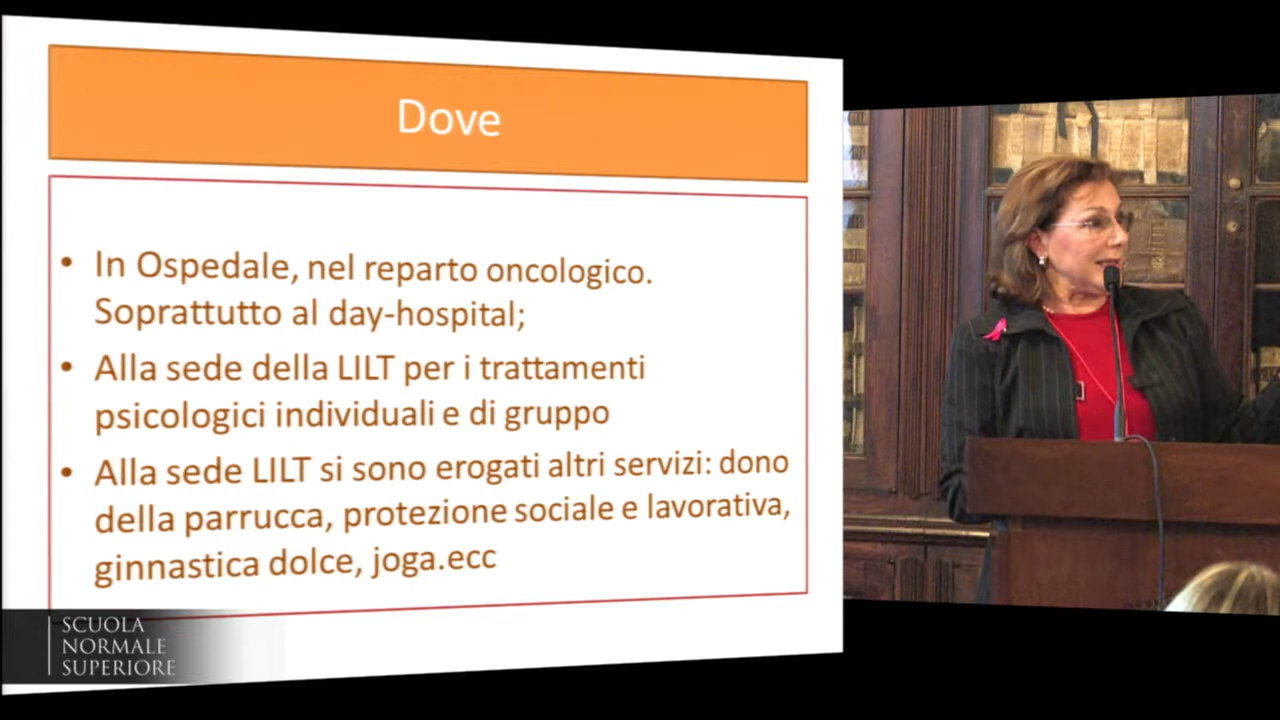 Dove
• In Ospedale, nel reparto oncologico.
Soprattutto al day-hospital;
• Alla sede della LILT per i trattamenti
psicologici individuali e di gruppo
• Alla sede LILT si sono erogati altri servizi: dono
della parrucca, protezione sociale e lavorativa,
ginnastica dolce, joga.ecc
SCUOLA
NORMALE
SUPERIORE